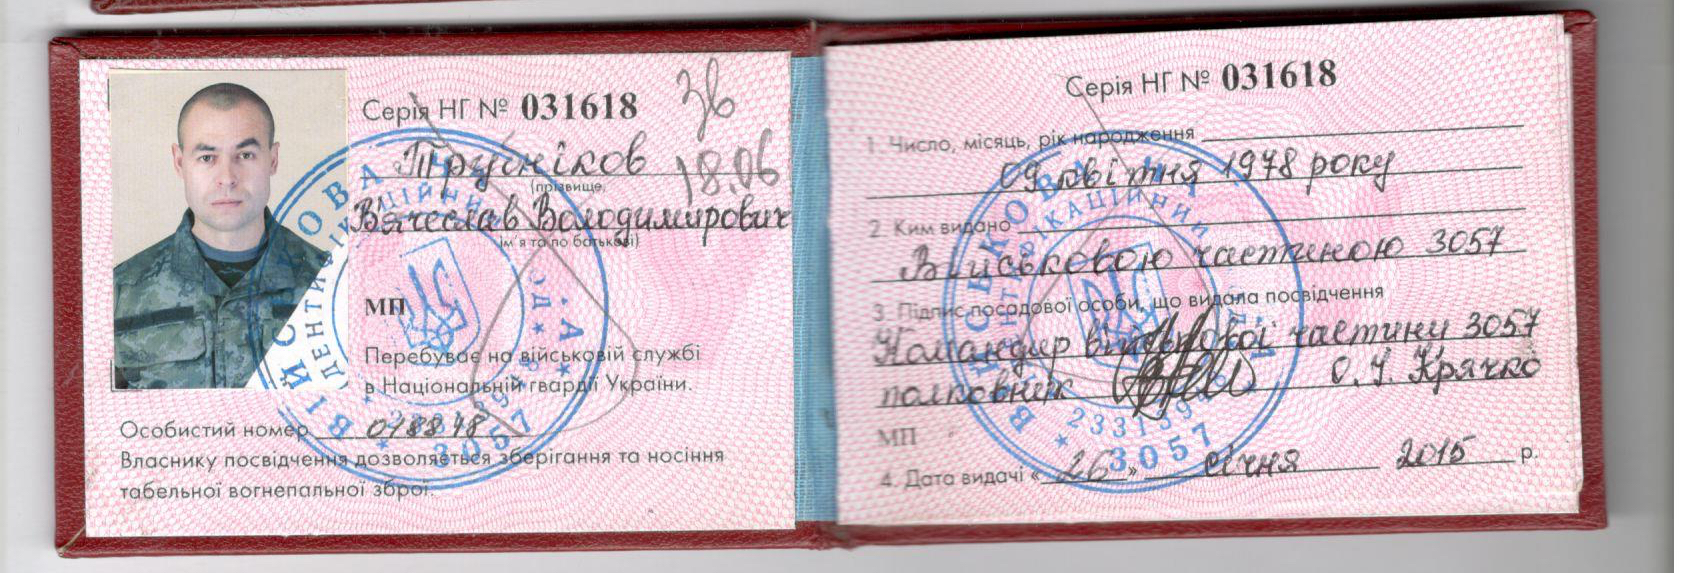 Серія НГ № 031618
Зв
18.06
Трубніков
(прізвище,
Вячеслав Володимирович
ім'я та по батькові)
МП
Перебуває на військовій службі
в Національній гвардії України.
Особистий номер
Власнику посвідчення дозволяється зберігання та носіння
табельної вогнепальної зброї.
3057
Серія НГ № 031618
1. Число, місяць, рік народження
09 квітня 1978 року
2. Ким видано
Військовою частиною 3057
3. Підпис посадової особи, що видала посвідчення
Командир військової частини 3057
полковник О. Крячко
МП
4. Дата видачі « 26 » січня 2015 р.
3057